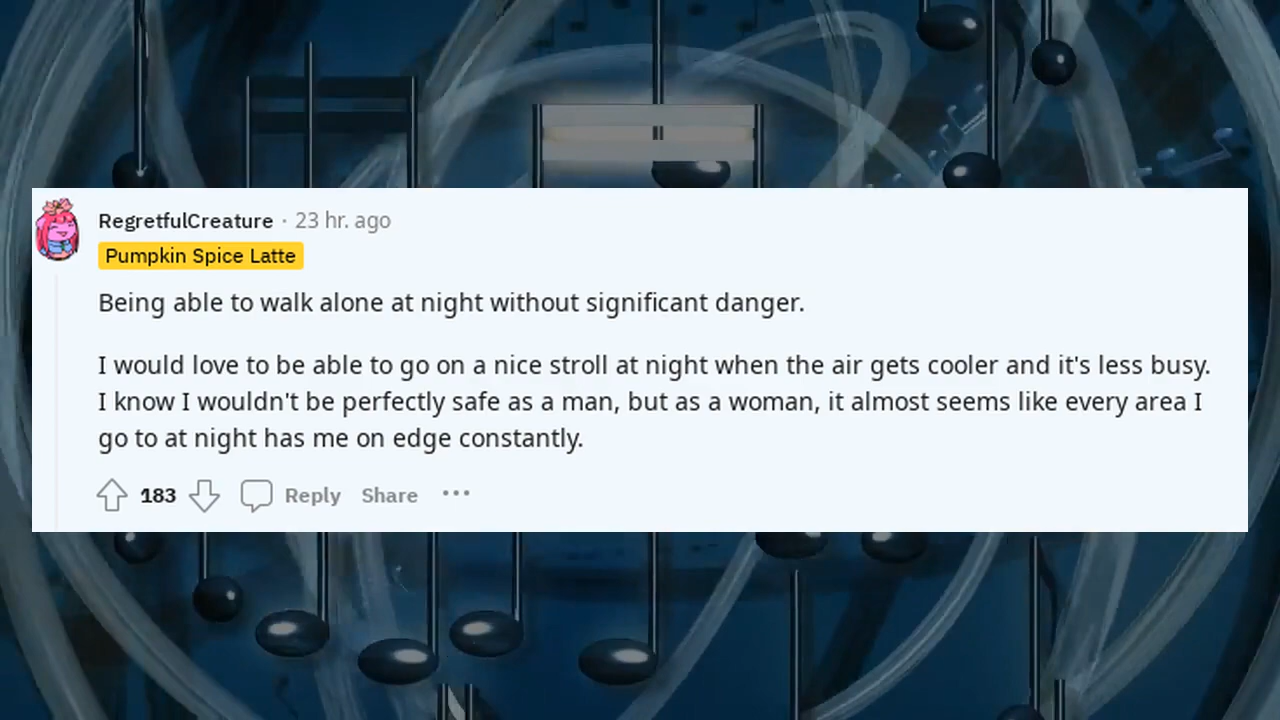 RegretfulCreature · 23 hr. ago
Pumpkin Spice Latte
Being able to walk alone at night without significant danger.
I would love to be able to go on a nice stroll at night when the air gets cooler and it's less busy.
I know I wouldn't be perfectly safe as a man, but as a woman, it almost seems like every area I
go to at night has me on edge constantly.
183 Reply Share ···